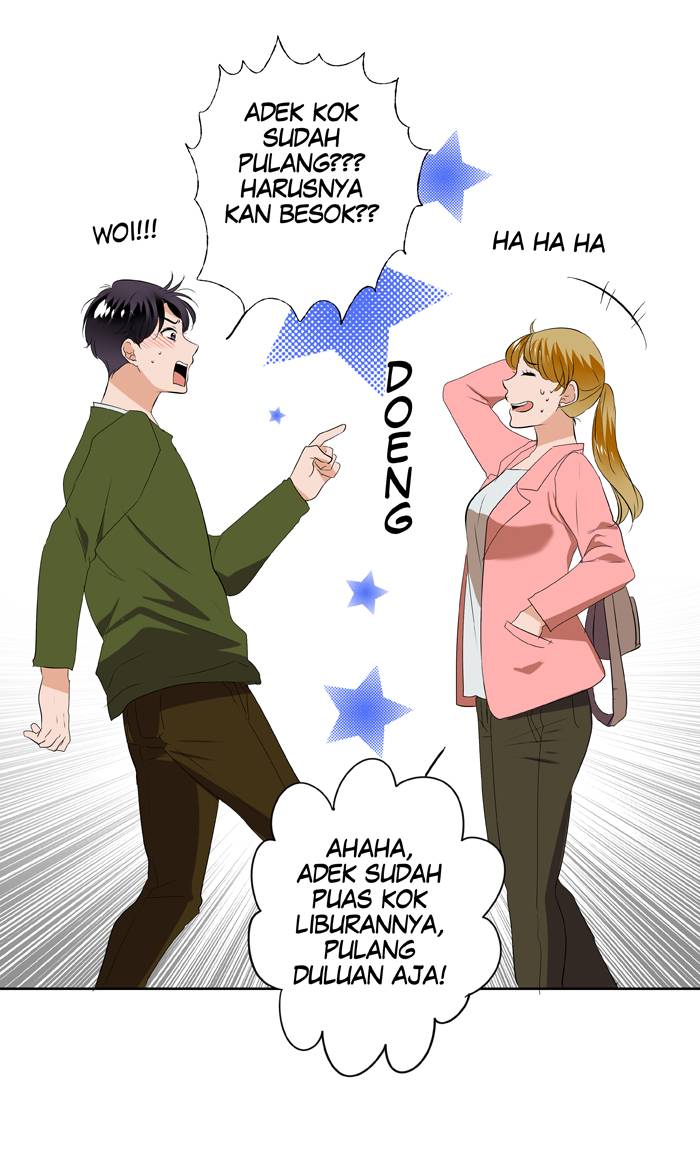 ADEK KOK
SUDAH
PULANG???
HARUSNYA
KAN BESOK??
WOI!!!
HA HA HA
DOENG
AHAHA,
ADEK SUDAH
PUAS KOK
LIBURANNYA,
PULANG
DULUAN AJA!